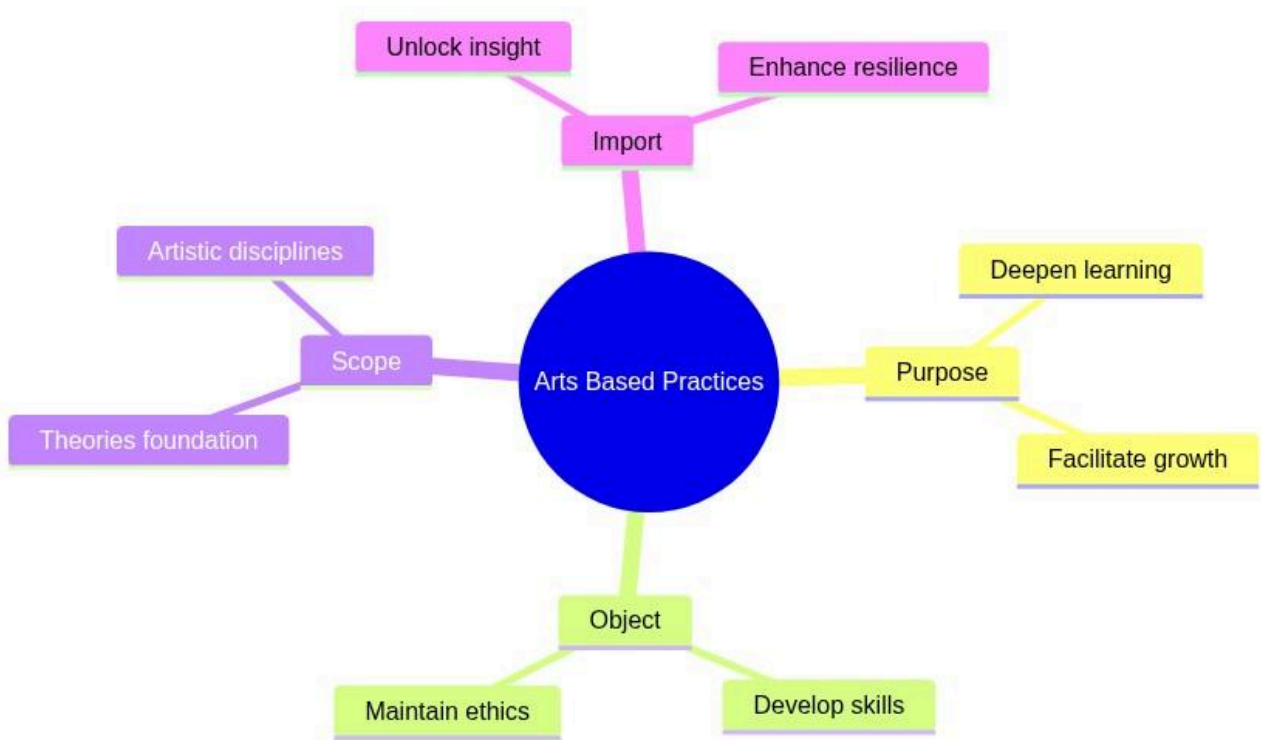 Unlock insight
Enhance resilience
Import
Artistic disciplines
Deepen learning
Scope
Arts Based Practices
Purpose
Theories foundation
Facilitate growth
Object
Maintain ethics
Develop skills